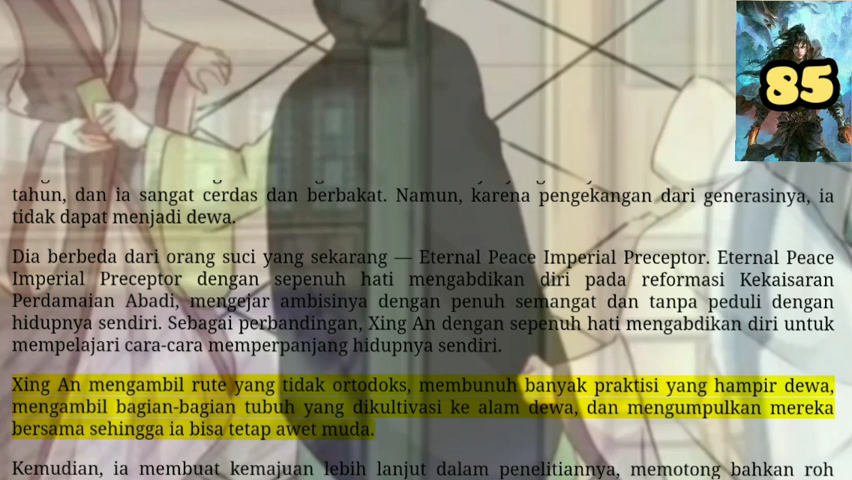 85
tahun, dan ia sangat cerdas dan berbakat. Namun, karena pengekangan dari generasinya, ia
tidak dapat menjadi dewa.
Dia berbeda dari orang suci yang sekarang — Eternal Peace Imperial Preceptor. Eternal Peace
Imperial Preceptor dengan sepenuh hati mengabdikan diri pada reformasi Kekaisaran
Perdamaian Abadi, mengejar ambisinya dengan penuh semangat dan tanpa peduli dengan
hidupnya sendiri. Sebagai perbandingan, Xing An dengan sepenuh hati mengabdikan diri untuk
mempelajari cara-cara memperpanjang hidupnya sendiri.
Xing An mengambil rute yang tidak ortodoks, membunuh banyak praktisi yang hampir dewa,
mengambil bagian-bagian tubuh yang dikultivasi ke alam dewa, dan mengumpulkan mereka
bersama sehingga ia bisa tetap awet muda.
Kemudian, ia membuat kemajuan lebih lanjut dalam penelitiannya, memotong bahkan roh